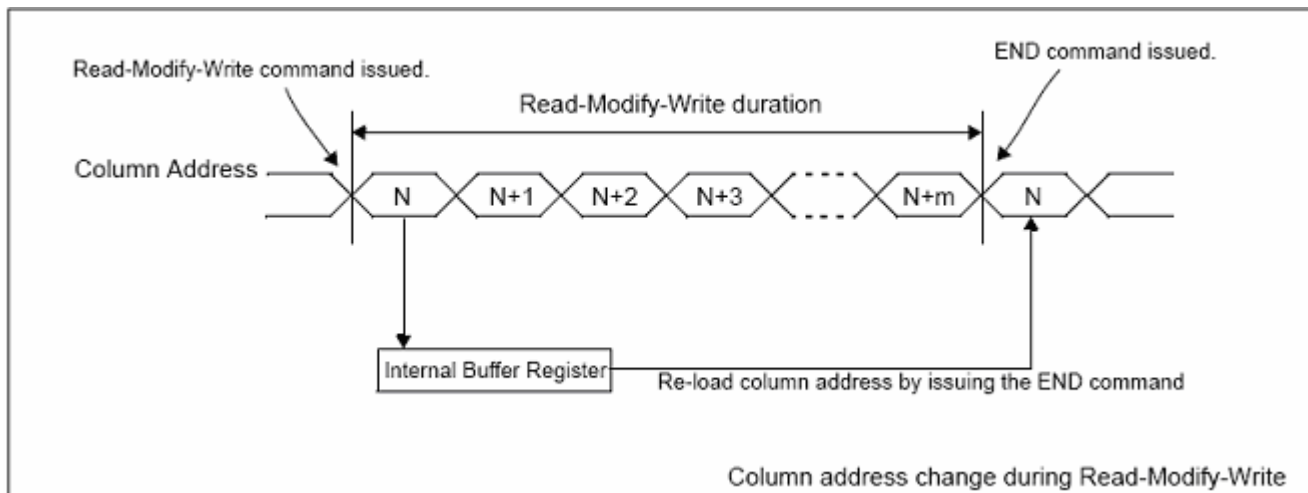 END command issued.
Read-Modify-Write command issued.
Read-Modify-Write duration
Column Address
N N+1 N+2 N+3 N+m N
Internal Buffer Register
Re-load column address by issuing the END command
Column address change during Read-Modify-Write